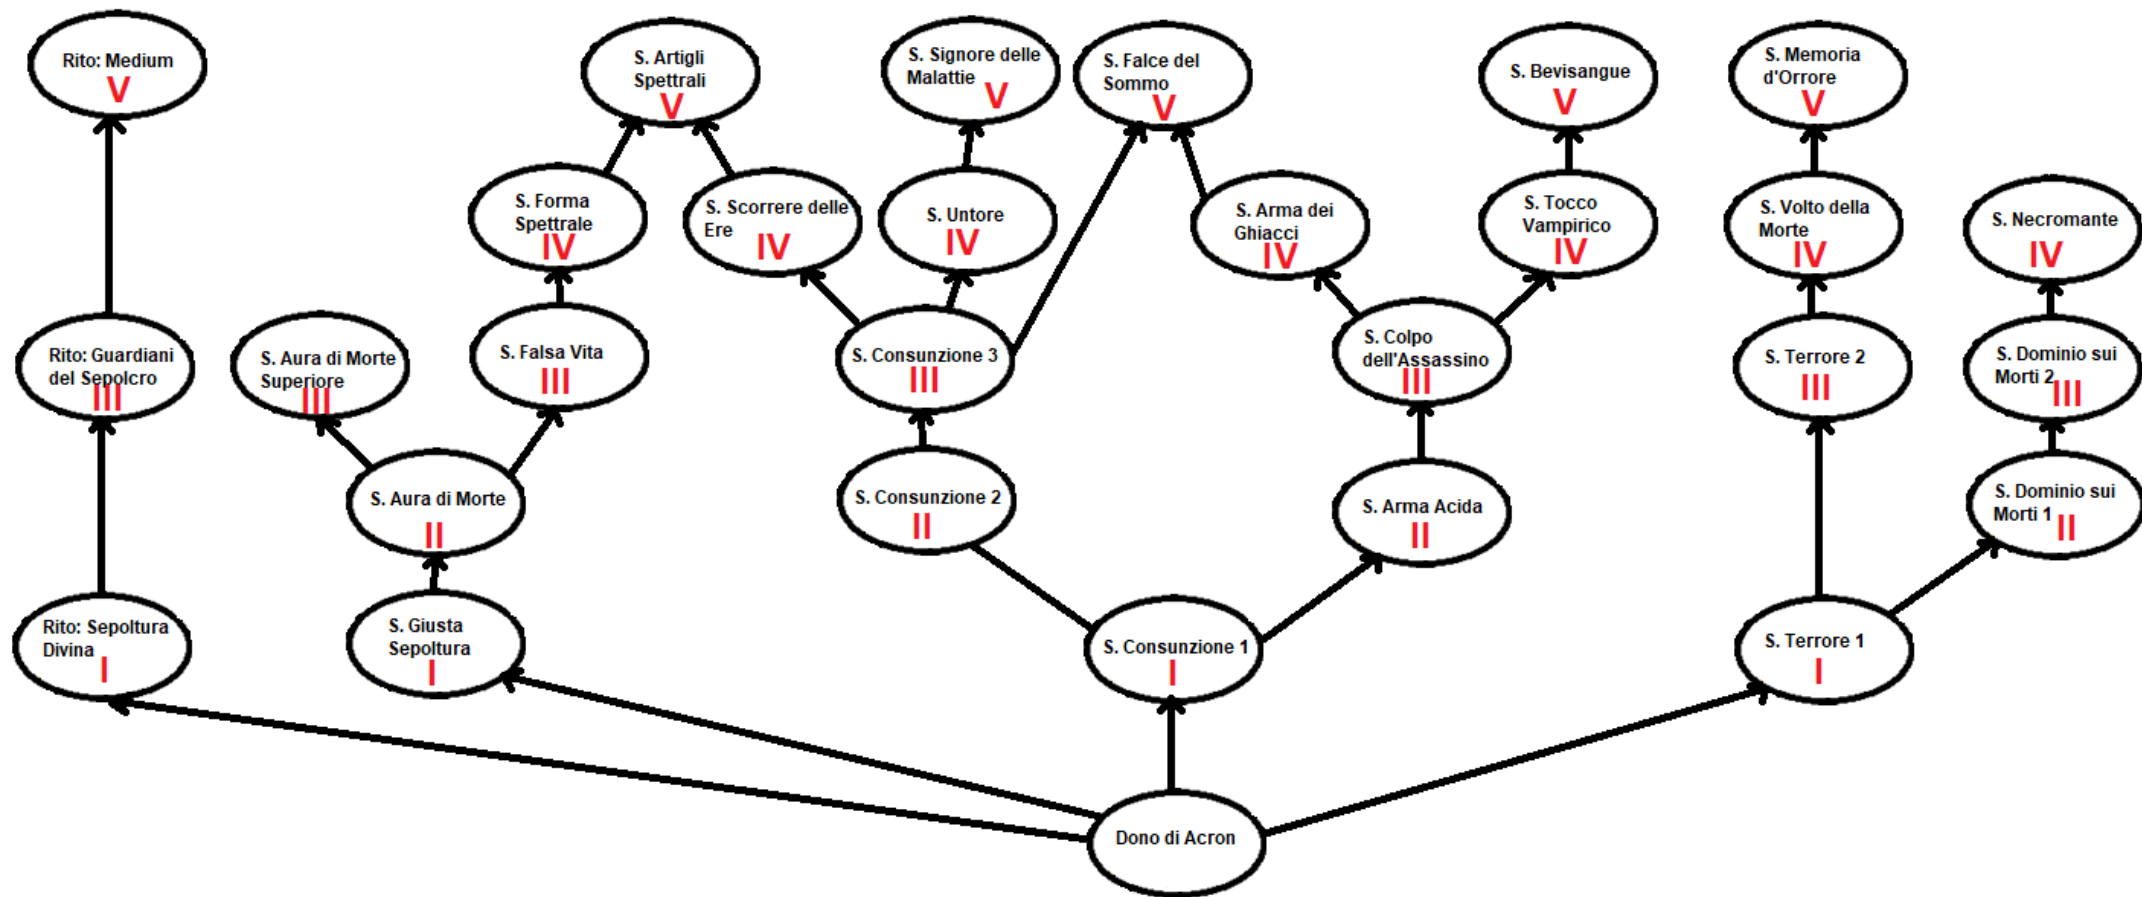 Rito: Medium
V
S. Artigli
Spettrali
V
S. Signore delle
Malattie
V
S. Falce del
Sommo
V
S. Bevisangue
V
S. Memoria
d'Orrore
V
S. Forma
Spettrale
IV
S. Scorrere delle
Ere
IV
S. Untore
IV
S. Arma dei
Ghiacci
IV
S. Tocco
Vampirico
IV
S. Volto della
Morte
IV
S. Necromante
IV
Rito: Guardiani
del Sepolcro
III
S. Aura di Morte
Superiore
III
S. Falsa Vita
III
S. Consunzione 3
III
S. Colpo
dell'Assassino
III
S. Terrore 2
III
S. Dominio sui
Morti 2
III
S. Aura di Morte
II
S. Consunzione 2
II
S. Arma Acida
II
S. Dominio sui
Morti 1
II
Rito: Sepoltura
Divina
I
S. Giusta
Sepoltura
I
S. Consunzione 1
I
S. Terrore 1
I
Dono di Acron